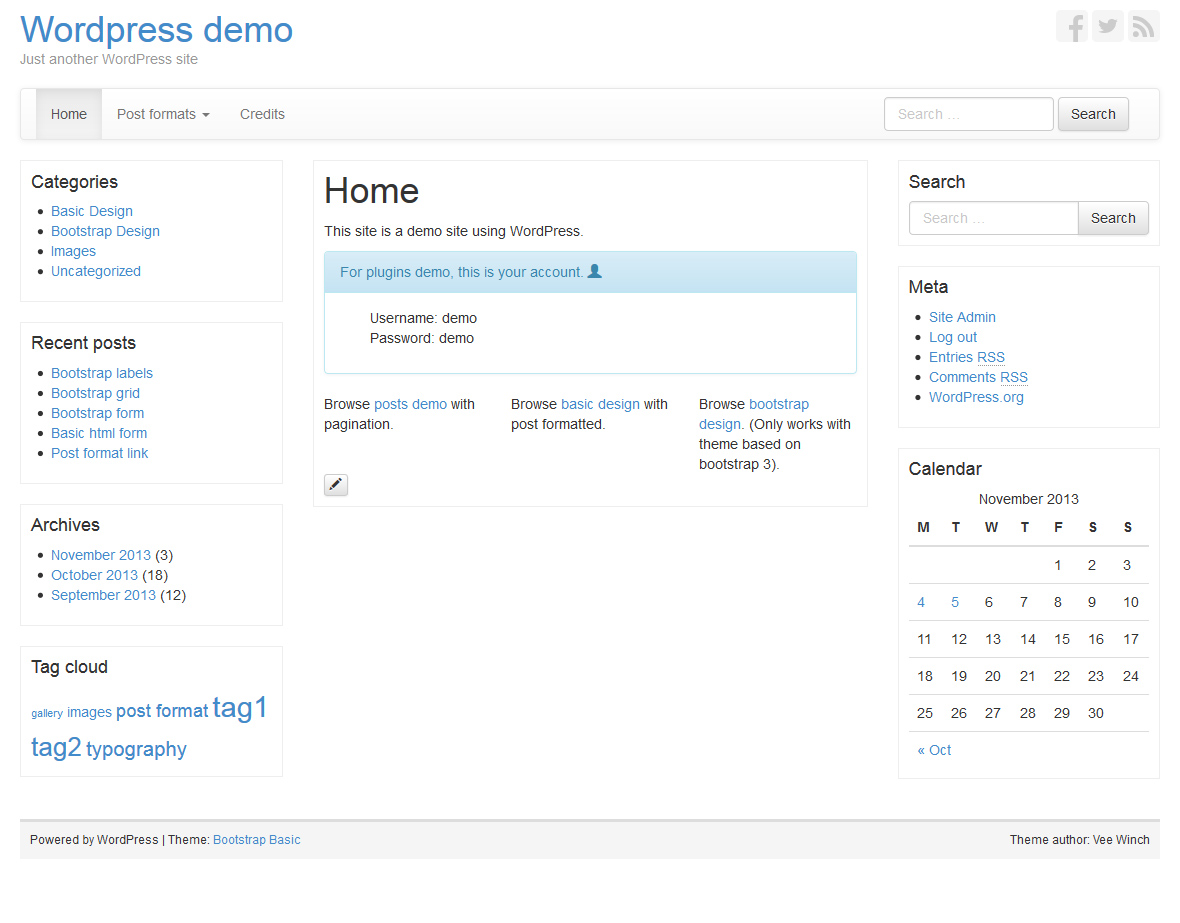 Wordpress demo
Just another WordPress site
Home Post formats Credits Search … Search
Categories
Basic Design
Bootstrap Design
Images
Uncategorized
Recent posts
Bootstrap labels
Bootstrap grid
Bootstrap form
Basic html form
Post format link
Archives
November 2013 (3)
October 2013 (18)
September 2013 (12)
Tag cloud
gallery images post format tag1
tag2 typography
Home
This site is a demo site using WordPress.
For plugins demo, this is your account.
Username: demo
Password: demo
Browse posts demo with
pagination.
Browse basic design with
post formatted.
Browse bootstrap
design. (Only works with
theme based on
bootstrap 3).
Search
Search … Search
Meta
Site Admin
Log out
Entries RSS
Comments RSS
WordPress.org
Calendar
November 2013
M T W T F S S
1 2 3
4 5 6 7 8 9 10
11 12 13 14 15 16 17
18 19 20 21 22 23 24
25 26 27 28 29 30
« Oct
Powered by WordPress | Theme: Bootstrap Basic
Theme author: Vee Winch